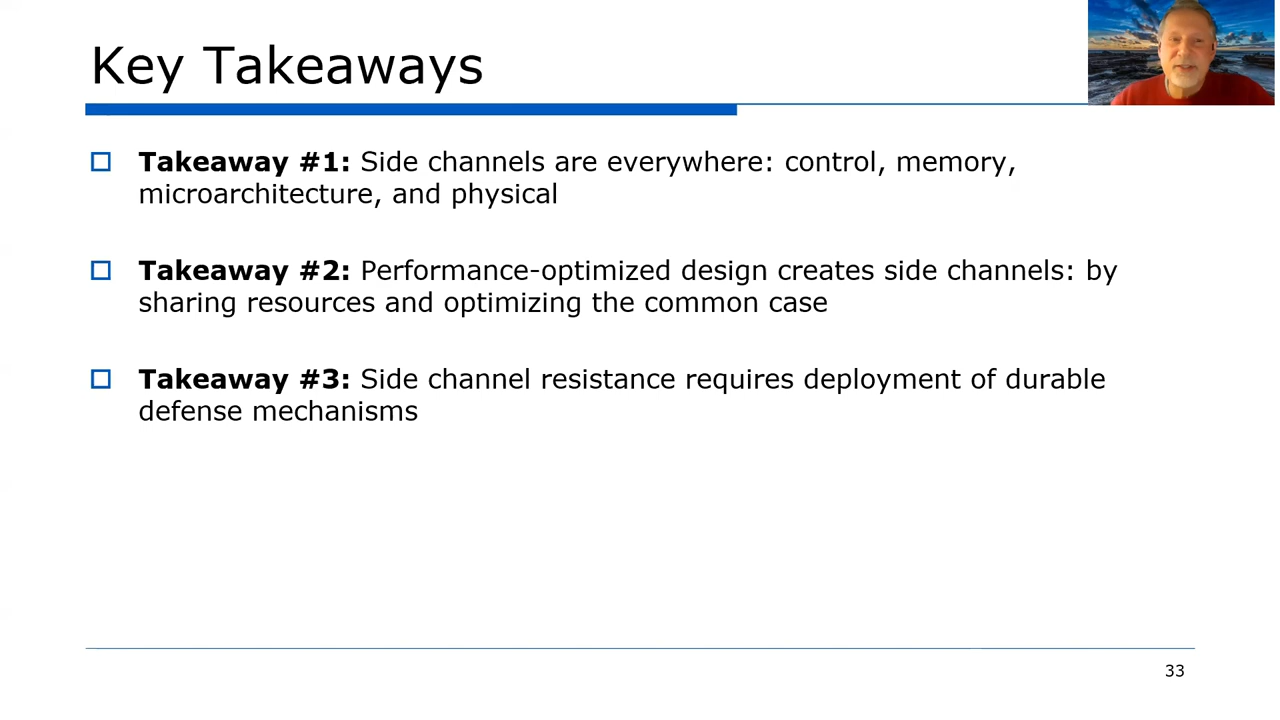 Key Takeaways
Takeaway #1: Side channels are everywhere: control, memory,
microarchitecture, and physical
Takeaway #2: Performance-optimized design creates side channels: by
sharing resources and optimizing the common case
Takeaway #3: Side channel resistance requires deployment of durable
defense mechanisms
33